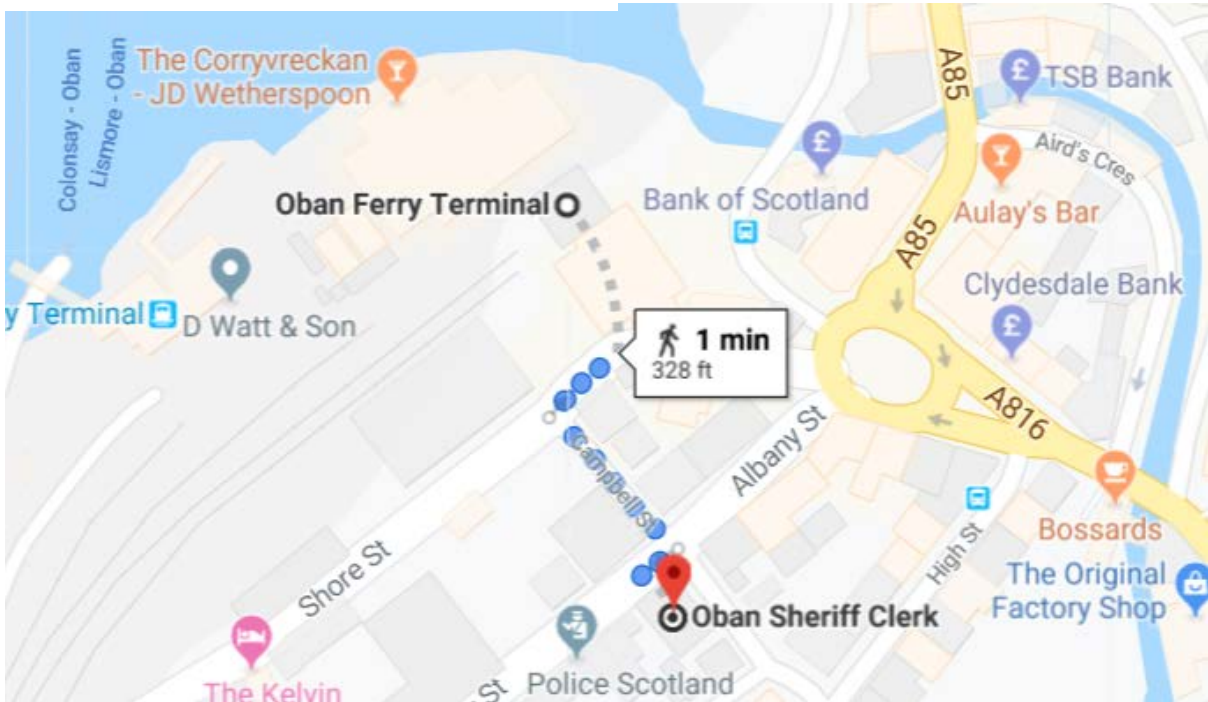 Colonsay - Oban
Lismore - Oban
The Corryvreckan
- JD Wetherspoon
A85
TSB Bank
Aird's Cres
Oban Ferry Terminal
Bank of Scotland
Aulay's Bar
A85
Clydesdale Bank
y Terminal
D Watt & Son
1 min
328 ft
A816
Albany St
Campbell St
Bossards
High St
Shore St
The Original
Factory Shop
Oban Sheriff Clerk
Police Scotland
St
The Kelvin